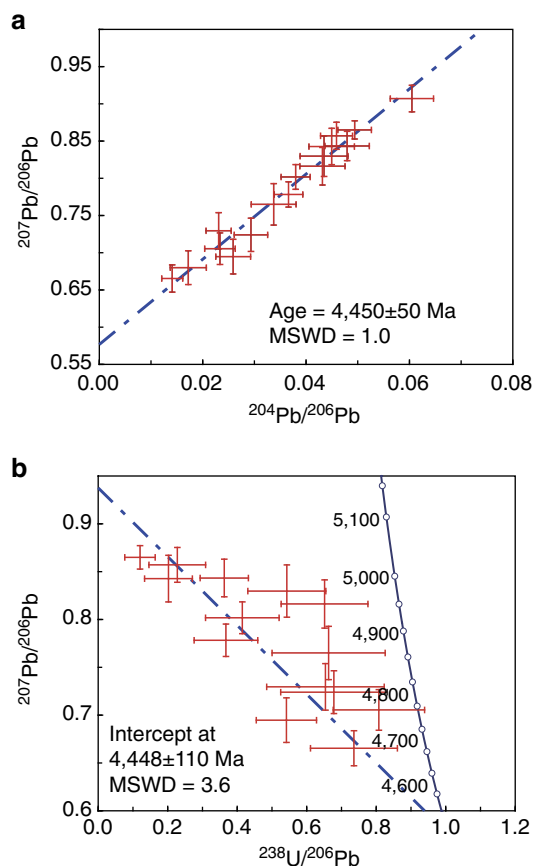 a
0.95
0.85
0.75
0.65
0.55
²⁰⁷Pb/²⁰⁶Pb
Age = 4,450±50 Ma
MSWD = 1.0
0.00 0.02 0.04 0.06 0.08
²⁰⁴Pb/²⁰⁶Pb
b
0.9
0.8
0.7
0.6
²⁰⁷Pb/²⁰⁶Pb
5,100
5,000
4,900
4,800
4,700
4,600
Intercept at
4,448±110 Ma
MSWD = 3.6
0.0 0.2 0.4 0.6 0.8 1.0 1.2
²³⁸U/²⁰⁶Pb